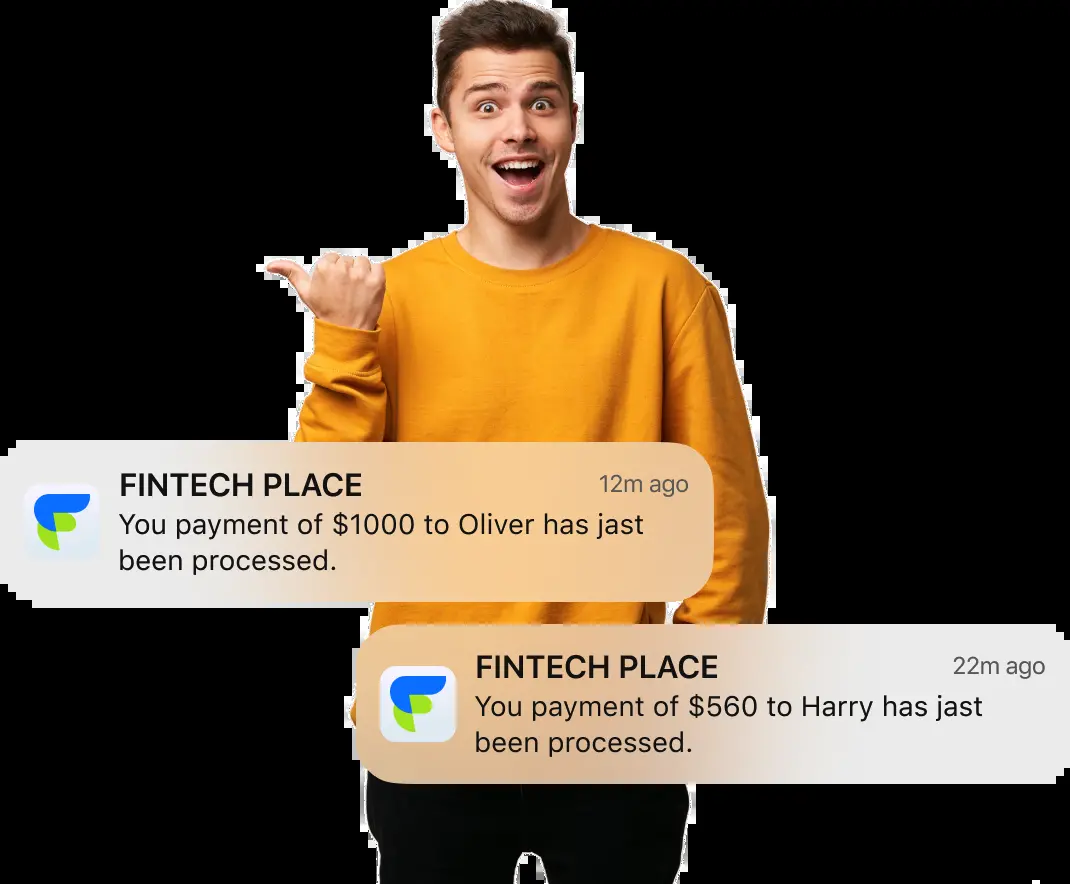 FINTECH PLACE
12m ago
You payment of $1000 to Oliver has jast
been processed.
FINTECH PLACE
22m ago
You payment of $560 to Harry has jast
been processed.